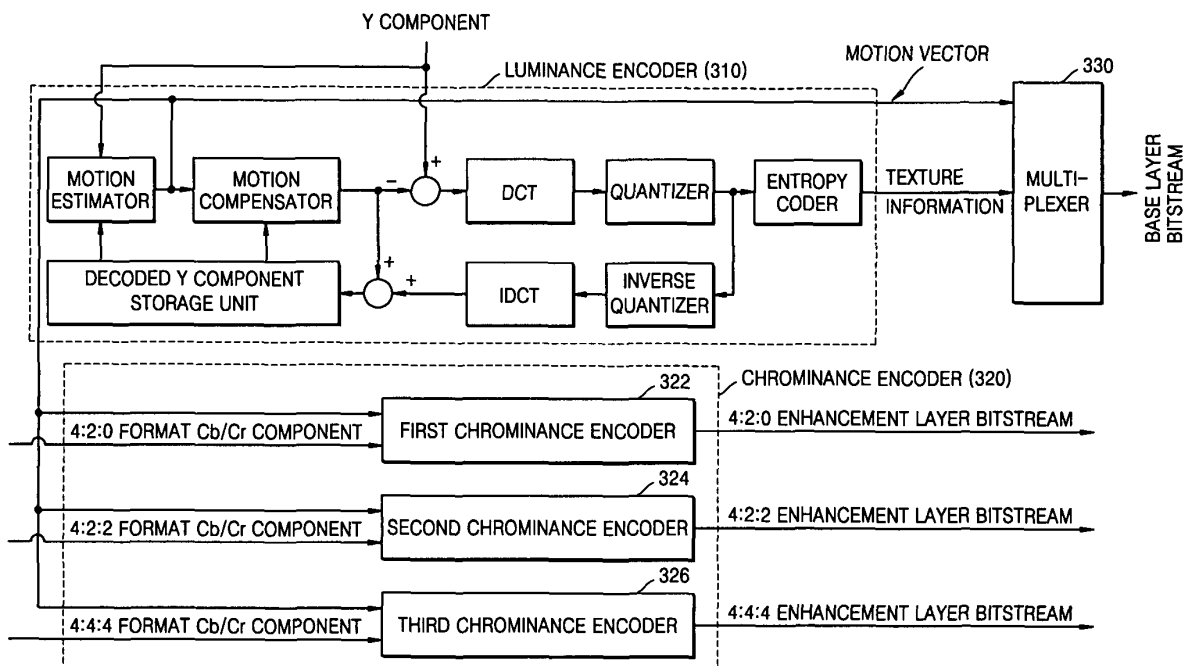 Y COMPONENT
LUMINANCE ENCODER (310)
MOTION VECTOR
330
MOTION
ESTIMATOR
MOTION
COMPENSATOR
+
−
DCT
QUANTIZER
ENTROPY
CODER
TEXTURE
INFORMATION
MULTI-
PLEXER
BASE LAYER
BITSTREAM
DECODED Y COMPONENT
STORAGE UNIT
+
+
IDCT
INVERSE
QUANTIZER
CHROMINANCE ENCODER (320)
322
4:2:0 FORMAT Cb/Cr COMPONENT
FIRST CHROMINANCE ENCODER
4:2:0 ENHANCEMENT LAYER BITSTREAM
324
4:2:2 FORMAT Cb/Cr COMPONENT
SECOND CHROMINANCE ENCODER
4:2:2 ENHANCEMENT LAYER BITSTREAM
326
4:4:4 FORMAT Cb/Cr COMPONENT
THIRD CHROMINANCE ENCODER
4:4:4 ENHANCEMENT LAYER BITSTREAM